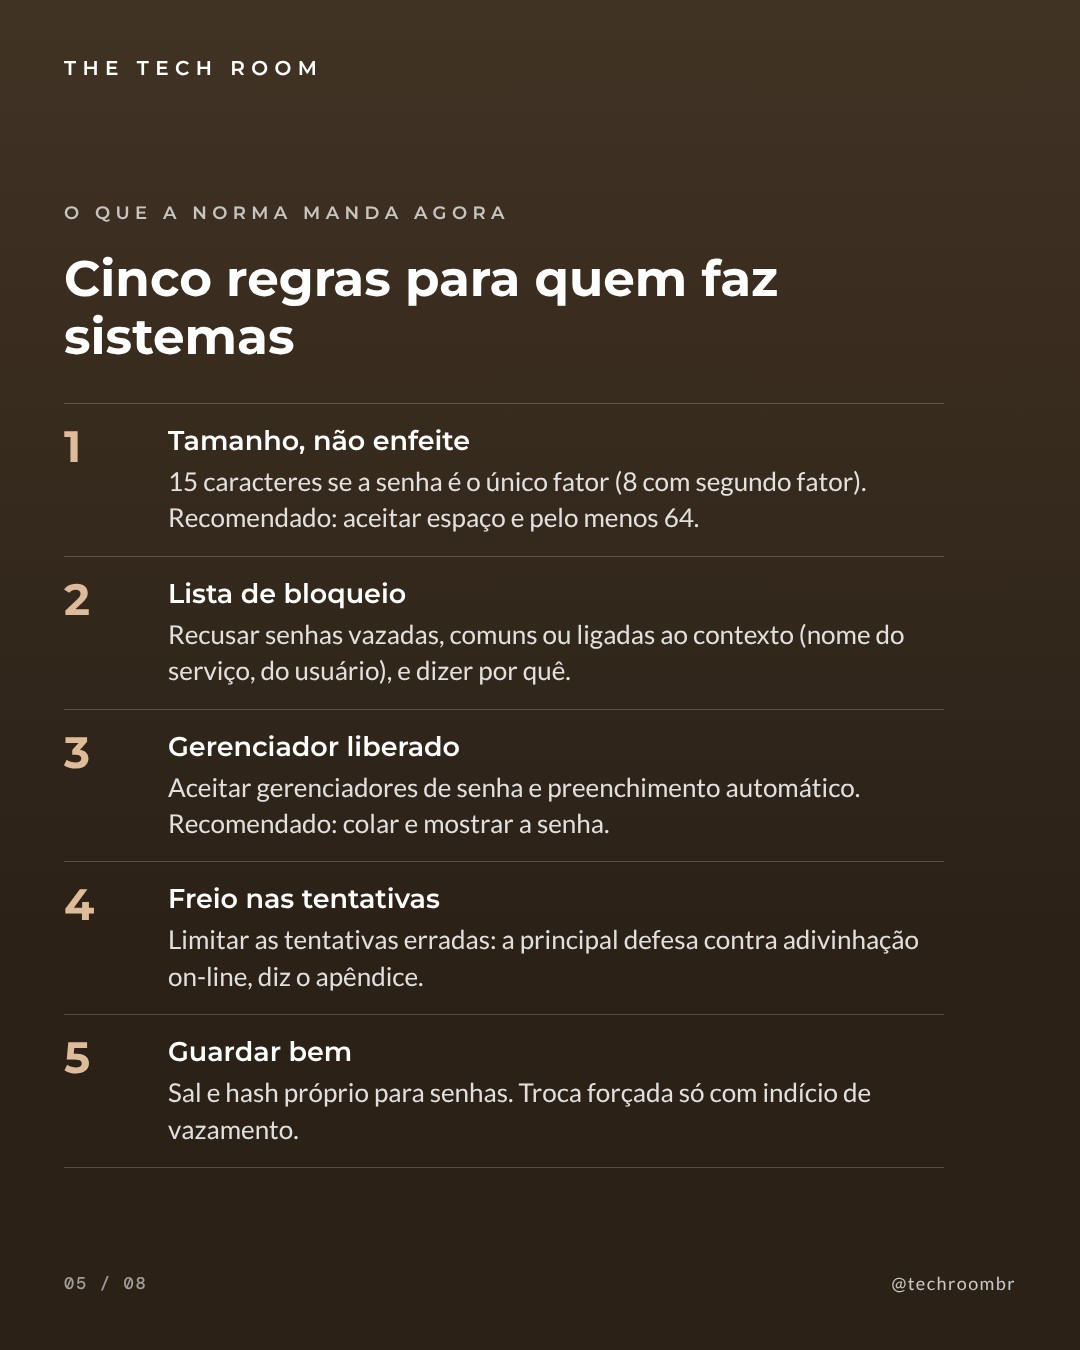 THE TECH ROOM
O QUE A NORMA MANDA AGORA
Cinco regras para quem faz
sistemas
1
Tamanho, não enfeite
15 caracteres se a senha é o único fator (8 com segundo fator).
Recomendado: aceitar espaço e pelo menos 64.
2
Lista de bloqueio
Recusar senhas vazadas, comuns ou ligadas ao contexto (nome do
serviço, do usuário), e dizer por quê.
3
Gerenciador liberado
Aceitar gerenciadores de senha e preenchimento automático.
Recomendado: colar e mostrar a senha.
4
Freio nas tentativas
Limitar as tentativas erradas: a principal defesa contra adivinhação
on-line, diz o apêndice.
5
Guardar bem
Sal e hash próprio para senhas. Troca forçada só com indício de
vazamento.
05 / 08
@techroombr